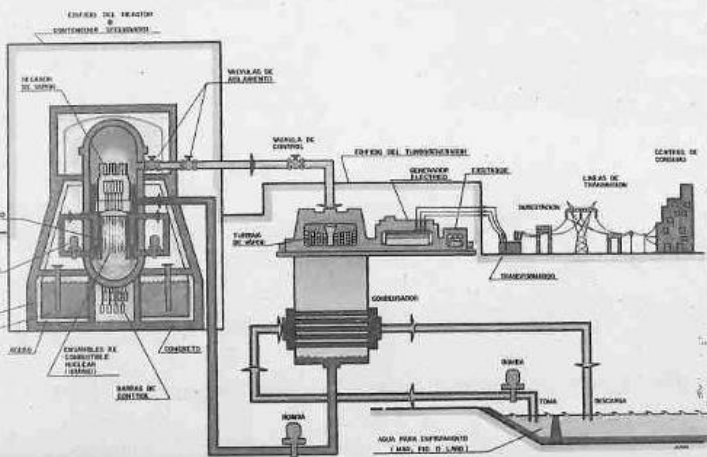 EDIFICIO DEL REACTOR
O
CONTENEDOR SECUNDARIO
SECADOR
DE VAPOR
VALVULAS DE
AISLAMIENTO
VALVULA DE
CONTROL
EDIFICIO DEL TURBOGENERADOR
GENERADOR
ELECTRICO
EXCITADOR
SUBESTACION
LINEAS DE
TRANSMISION
CENTROS DE
CONSUMO
TURBINA
DE VAPOR
TRANSFORMADOR
CONDENSADOR
AGUA
ENSAMBLES DE
COMBUSTIBLE
NUCLEAR
(URANIO)
CONCRETO
BARRAS DE
CONTROL
BOMBA
BOMBA
TOMA
DESCARGA
AGUA PARA ENFRIAMIENTO
(MAR, RIO O LAGO)